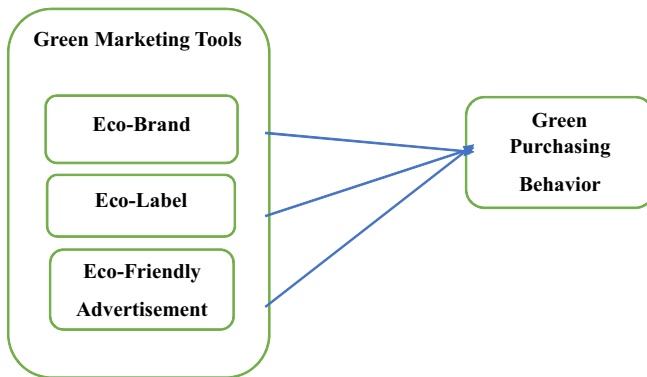 Green Marketing Tools
Eco-Brand
Eco-Label
Eco-Friendly
Advertisement
Green
Purchasing
Behavior